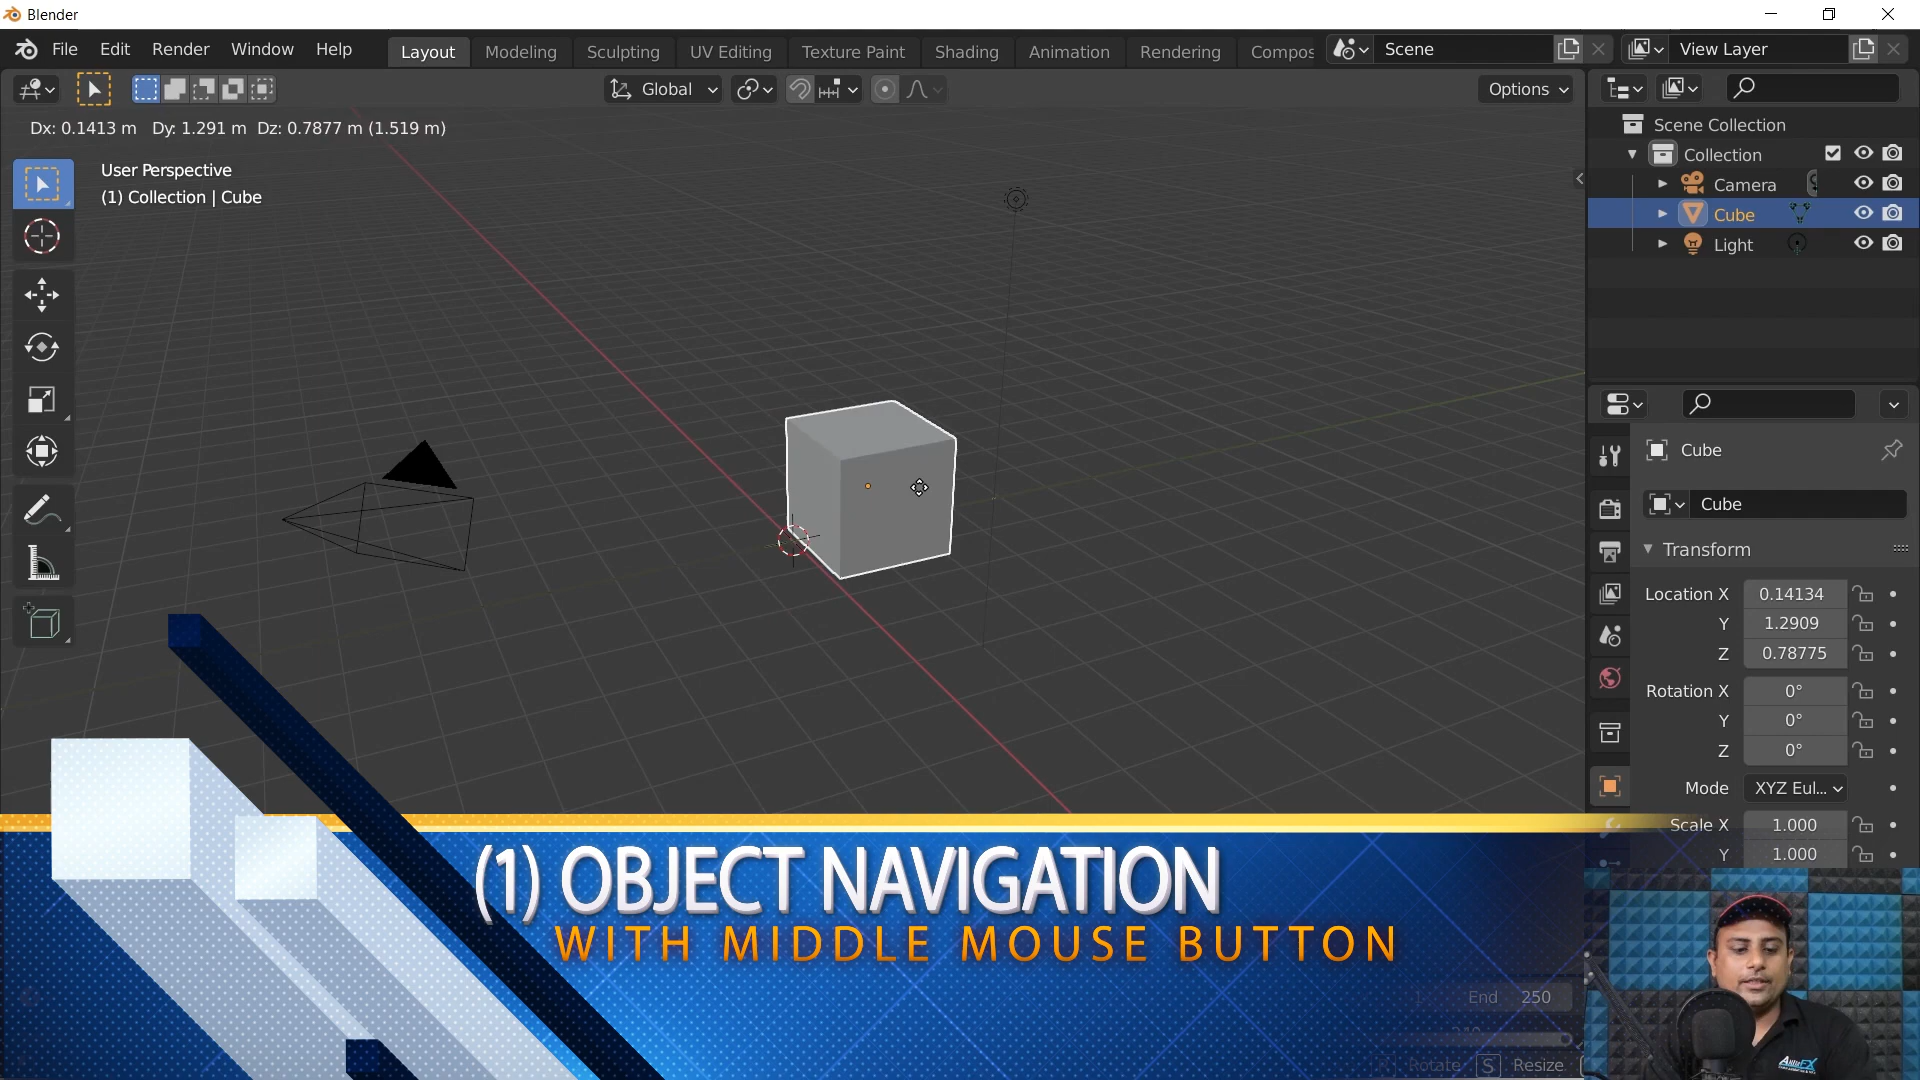 Blender
File Edit Render Window Help Layout Modeling Sculpting UV Editing Texture Paint Shading Animation Rendering Compos Scene View Layer
Global Options
Dx: 0.1413 m Dy: 1.291 m Dz: 0.7877 m (1.519 m)
User Perspective
(1) Collection | Cube
Scene Collection
Collection
Camera
Cube
Light
Cube
Cube
Transform
Location X 0.14134
Y 1.2909
Z 0.78775
Rotation X 0°
Y 0°
Z 0°
Mode XYZ Eul...
Scale X 1.000
Y 1.000
(1) OBJECT NAVIGATION
WITH MIDDLE MOUSE BUTTON
End 250
R Rotate S Resize